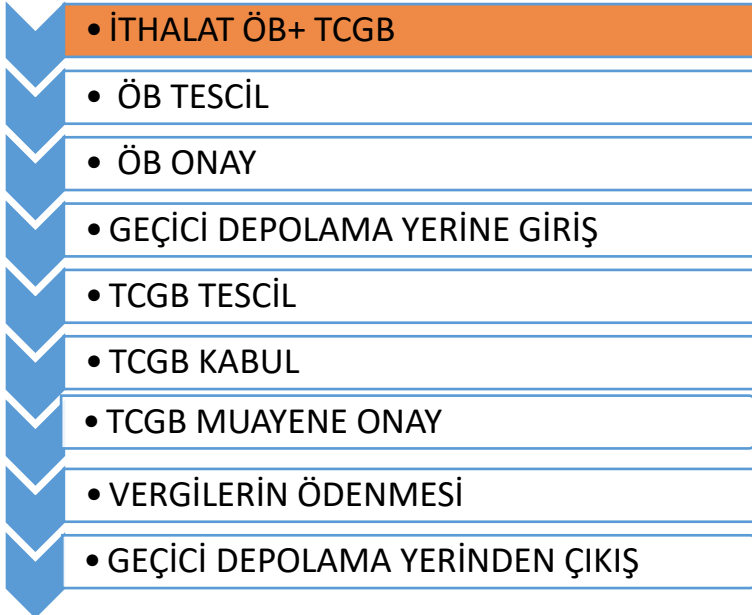 • İTHALAT ÖB+ TCGB
• ÖB TESCİL
• ÖB ONAY
• GEÇİCİ DEPOLAMA YERİNE GİRİŞ
• TCGB TESCİL
• TCGB KABUL
• TCGB MUAYENE ONAY
• VERGİLERİN ÖDENMESİ
• GEÇİCİ DEPOLAMA YERİNDEN ÇIKIŞ